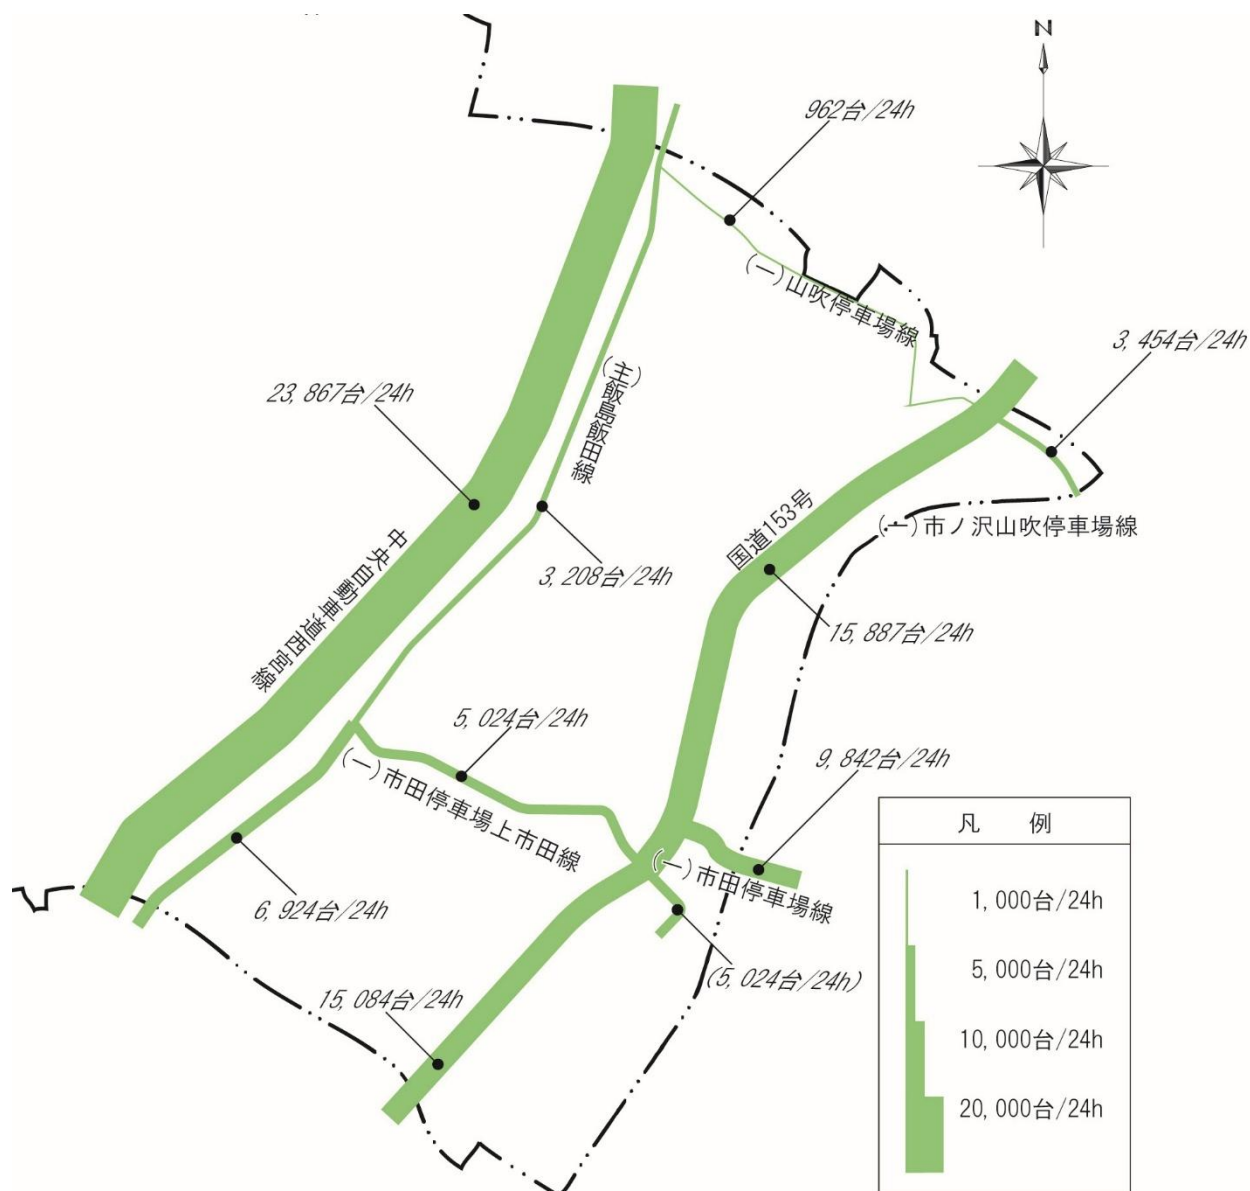 N
962台/24h
(一)山吹停車場線
3,454台/24h
23,867台/24h
(主)飯島飯田線
国道153号
(一)市ノ沢山吹停車場線
中央自動車道西宮線
3,208台/24h
15,887台/24h
5,024台/24h
9,842台/24h
(一)市田停車場上市田線
(一)市田停車場線
6,924台/24h
(5,024台/24h)
15,084台/24h
凡 例
1,000台/24h
5,000台/24h
10,000台/24h
20,000台/24h